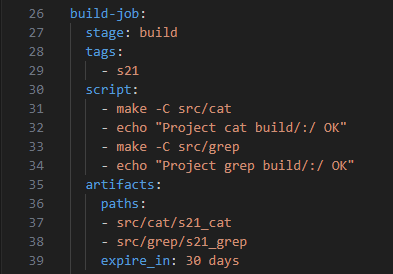 26 build-job:
27   stage: build
28   tags:
29     - s21
30   script:
31     - make -C src/cat
32     - echo "Project cat build/:/ OK"
33     - make -C src/grep
34     - echo "Project grep build/:/ OK"
35   artifacts:
36     paths:
37     - src/cat/s21_cat
38     - src/grep/s21_grep
39     expire_in: 30 days